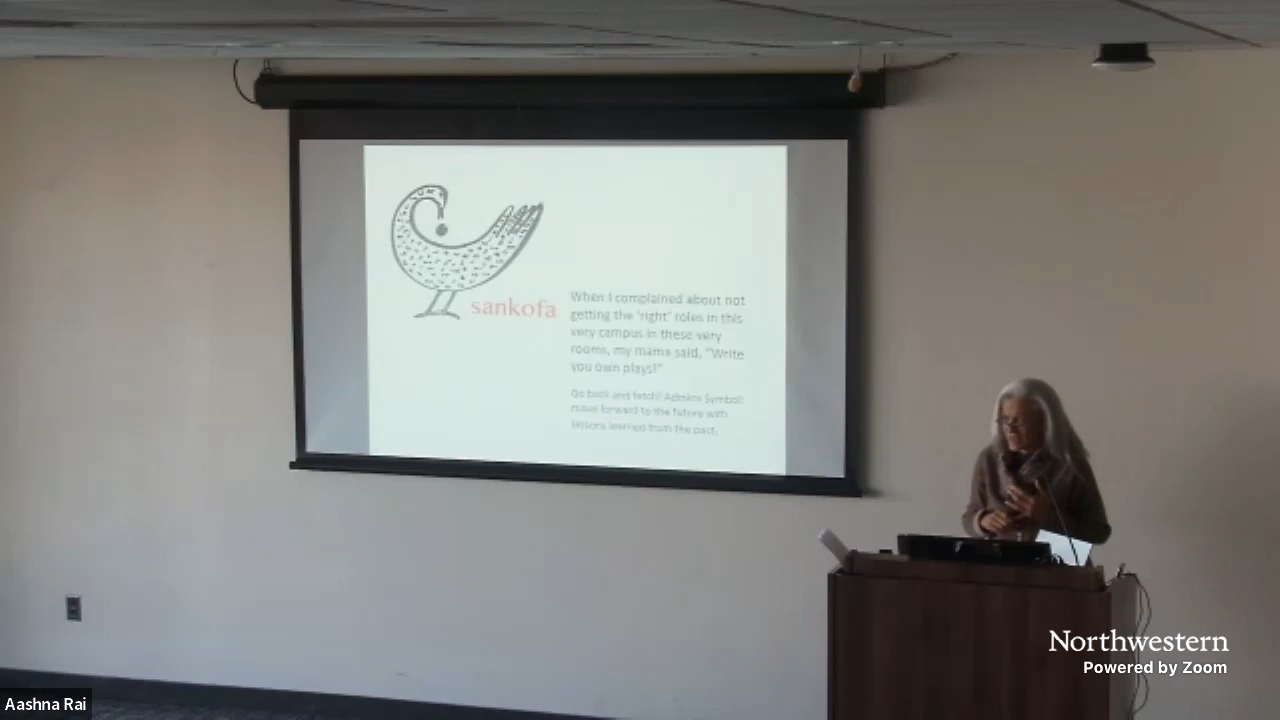 sankofa
When I complained about not
getting the 'right' roles in this
very campus in these very
rooms, my mama said, "Write
you own plays!"
Go back and fetch! Adinkra Symbol:
move forward to the future with
lessons learned from the past.
Northwestern
Powered by Zoom
Aashna Rai